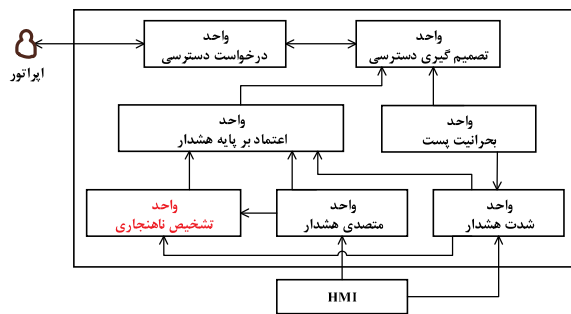 واحد
درخواست دسترسی
واحد
تصمیم گیری دسترسی
اپراتور
واحد
اعتماد بر پایه هشدار
واحد
بحرانیت پست
واحد
تشخیص ناهنجاری
واحد
متصدی هشدار
واحد
شدت هشدار
HMI